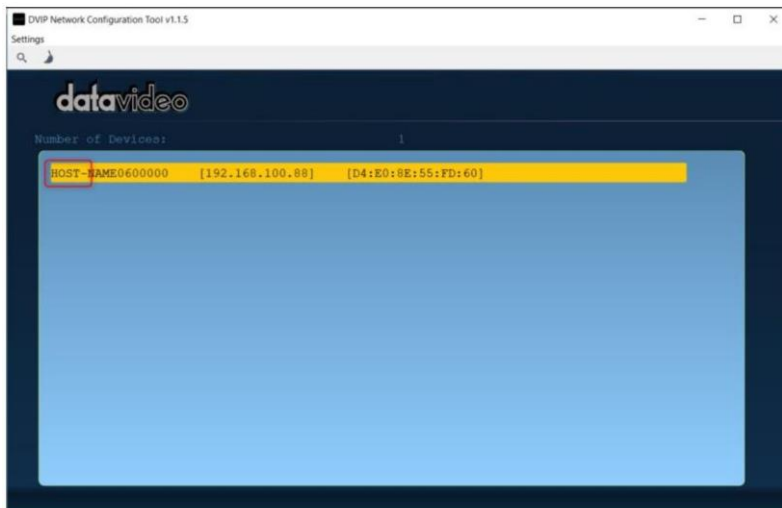 DVIP Network Configuration Tool v1.1.5
Settings
datavideo
Number of Devices: 1
HOST-NAME0600000 [192.168.100.88] [D4:E0:8E:55:FD:60]